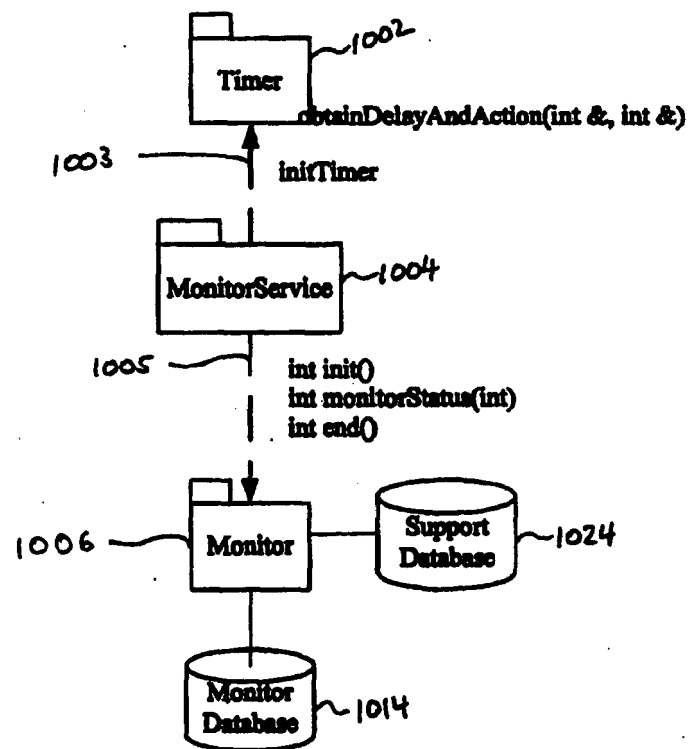 1002
Timer
obtainDelayAndAction(int &, int &)
1003
initTimer
MonitorService
1004
1005
int init()
int monitorStatus(int)
int end()
1006
Monitor
Support
Database
1024
Monitor
Database
1014